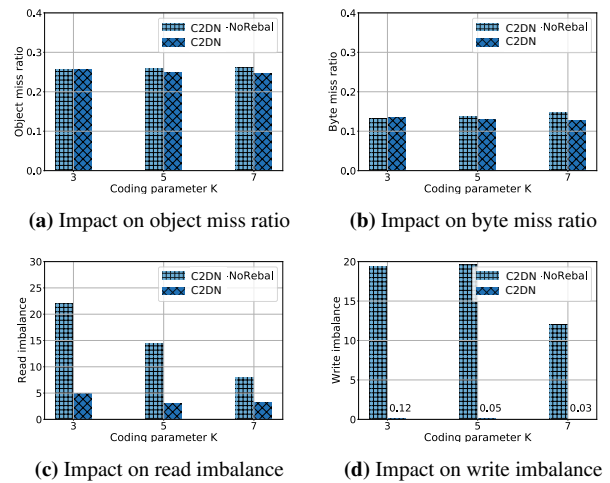 0.4
0.3
0.2
0.1
0.0
Object miss ratio
C2DN -NoRebal
C2DN
3 5 7
Coding parameter K
(a) Impact on object miss ratio
0.4
0.3
0.2
0.1
0.0
Byte miss ratio
C2DN -NoRebal
C2DN
3 5 7
Coding parameter K
(b) Impact on byte miss ratio
30
25
20
15
10
5
0
Read imbalance
C2DN -NoRebal
C2DN
3 5 7
Coding parameter K
(c) Impact on read imbalance
20
15
10
5
0
Write imbalance
C2DN -NoRebal
C2DN
0.12 0.05 0.03
3 5 7
Coding parameter K
(d) Impact on write imbalance